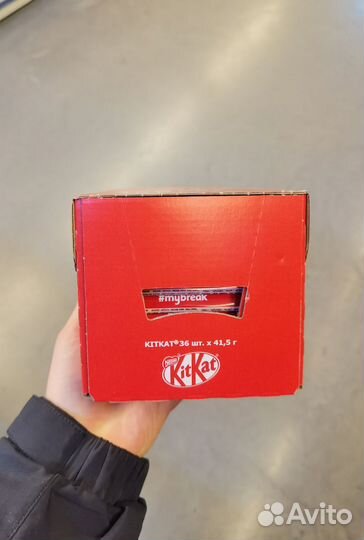 #mybreak
KITKAT® 36 шт. x 41,5 г
Nestlé
KitKat
Avito